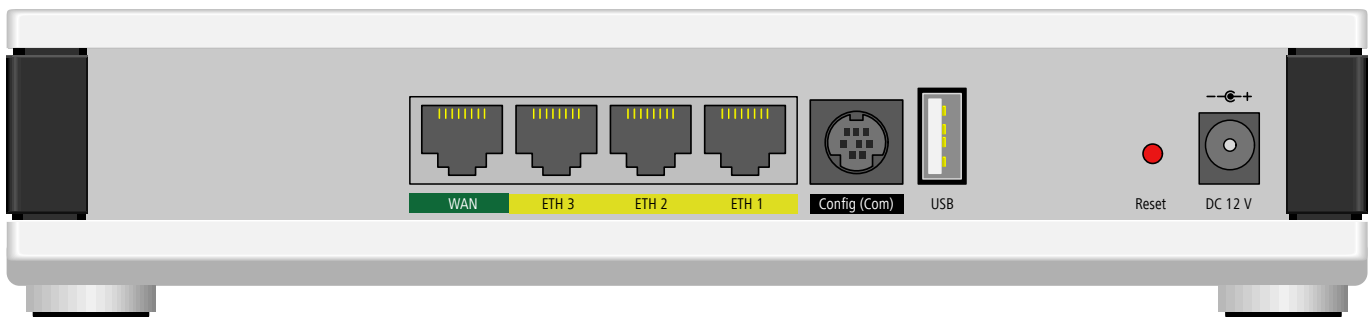 WAN
ETH 3
ETH 2
ETH 1
Config (Com)
USB
Reset
DC 12 V